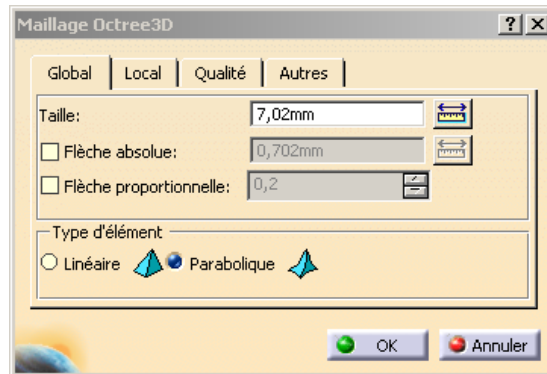 Maillage Octree3D
? X
Global Local Qualité Autres
Taille: 7,02mm
Flèche absolue: 0,702mm
Flèche proportionnelle: 0,2
Type d'élément
Linéaire Parabolique
OK Annuler